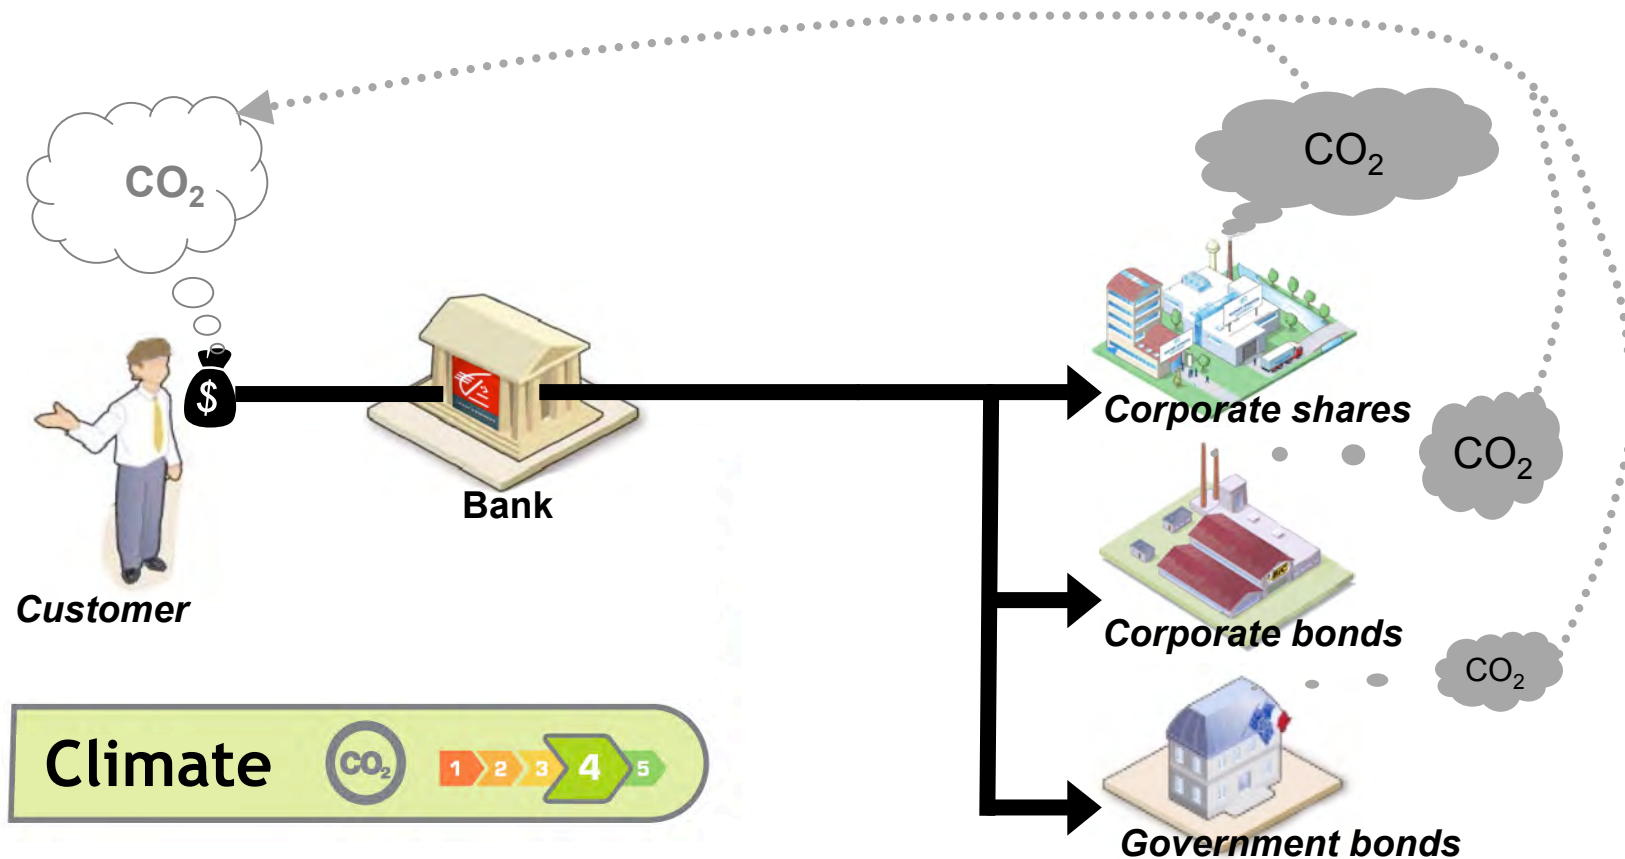 CO₂
CO₂
$
Corporate shares
CO₂
Bank
BIC
Customer
Corporate bonds
CO₂
Climate
CO₂
1 2 3 4 5
Government bonds